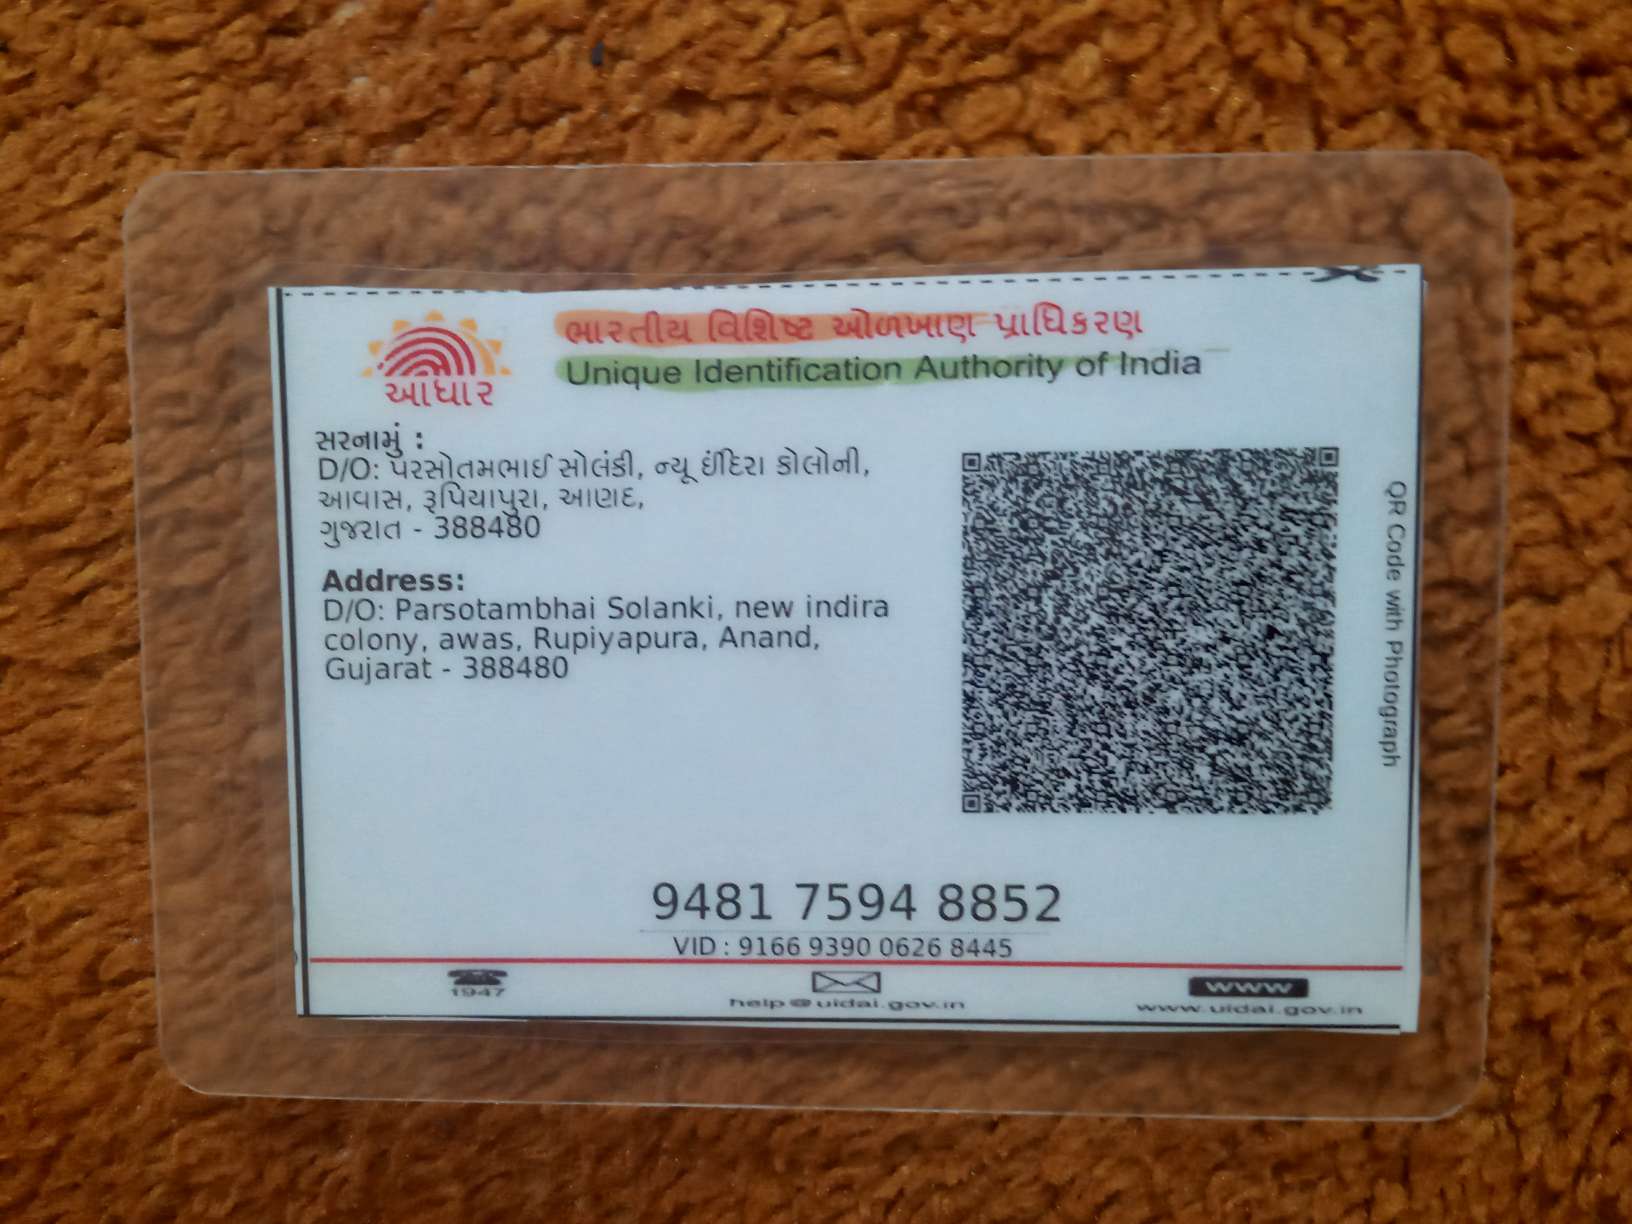 ભારતીય વિશિષ્ટ ઓળખાણ પ્રાધિકરણ
Unique Identification Authority of India
આધાર
સરનામું :
D/O: પરસોતમભાઈ સોલંકી, ન્યૂ ઈંદિરા કોલોની,
આવાસ, રૂપિયાપુરા, આણદ,
ગુજરાત - 388480
Address:
D/O: Parsotambhai Solanki, new indira
colony, awas, Rupiyapura, Anand,
Gujarat - 388480
QR Code with Photograph
9481 7594 8852
VID : 9166 9390 0626 8445
1947
help@uidai.gov.in
www
www.uidai.gov.in